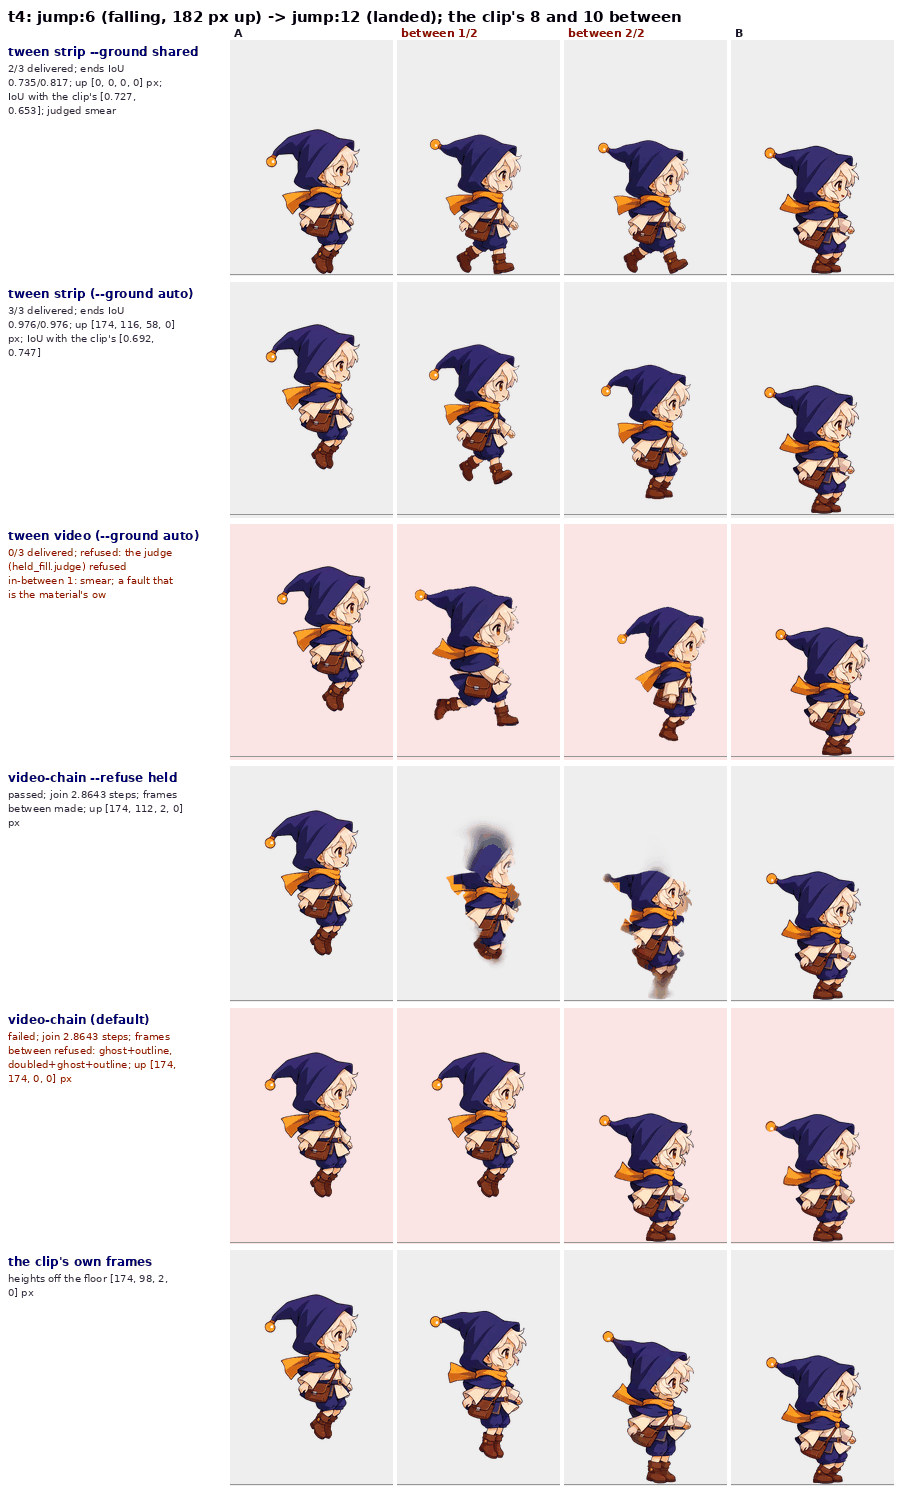 t4: jump:6 (falling, 182 px up) -> jump:12 (landed); the clip's 8 and 10 between
A
between 1/2
between 2/2
B
tween strip --ground shared
2/3 delivered; ends IoU
0.735/0.817; up [0, 0, 0, 0] px;
IoU with the clip's [0.727,
0.653]; judged smear
tween strip (--ground auto)
3/3 delivered; ends IoU
0.976/0.976; up [174, 116, 58, 0]
px; IoU with the clip's [0.692,
0.747]
tween video (--ground auto)
0/3 delivered; refused: the judge
(held_fill.judge) refused
in-between 1: smear; a fault that
is the material's ow
video-chain --refuse held
passed; join 2.8643 steps; frames
between made; up [174, 112, 2, 0]
px
video-chain (default)
failed; join 2.8643 steps; frames
between refused: ghost+outline,
doubled+ghost+outline; up [174,
174, 0, 0] px
the clip's own frames
heights off the floor [174, 98, 2,
0] px